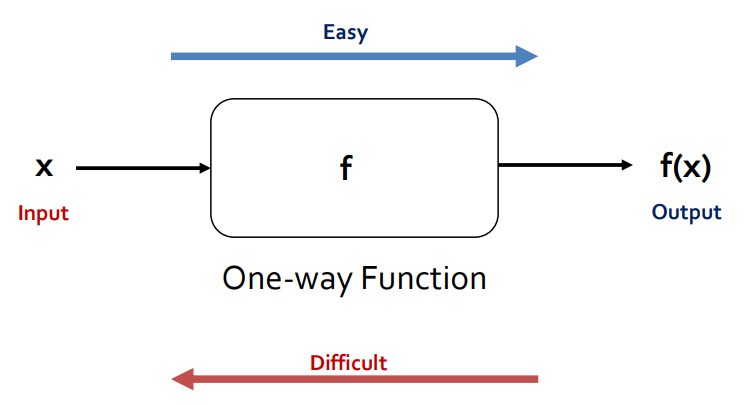 Easy
x
f
f(x)
Input
Output
One-way Function
Difficult